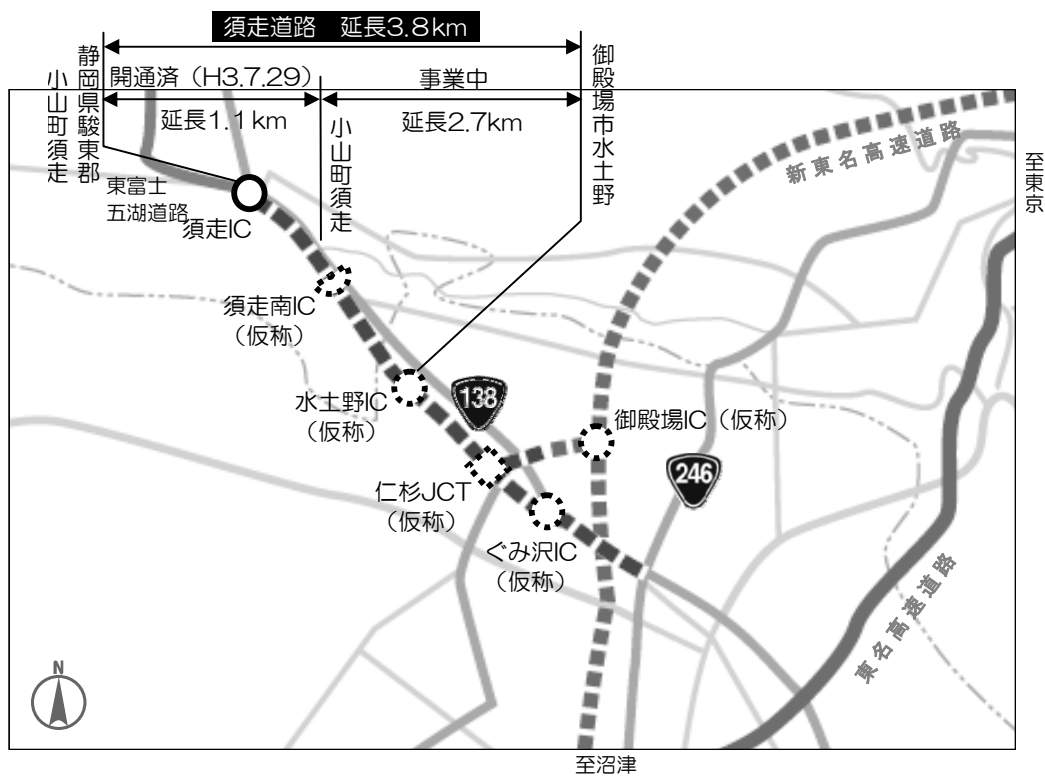 須走道路 延長3.8km
静岡県駿東郡
小山町須走
開通済（H3.7.29）
延長1.1km
事業中
延長2.7km
小山町須走
御殿場市水土野
東富士
五湖道路
須走IC
新東名高速道路
至東京
須走南IC
（仮称）
水土野IC
（仮称）
138
御殿場IC（仮称）
246
仁杉JCT
（仮称）
ぐみ沢IC
（仮称）
東名高速道路
N
至沼津